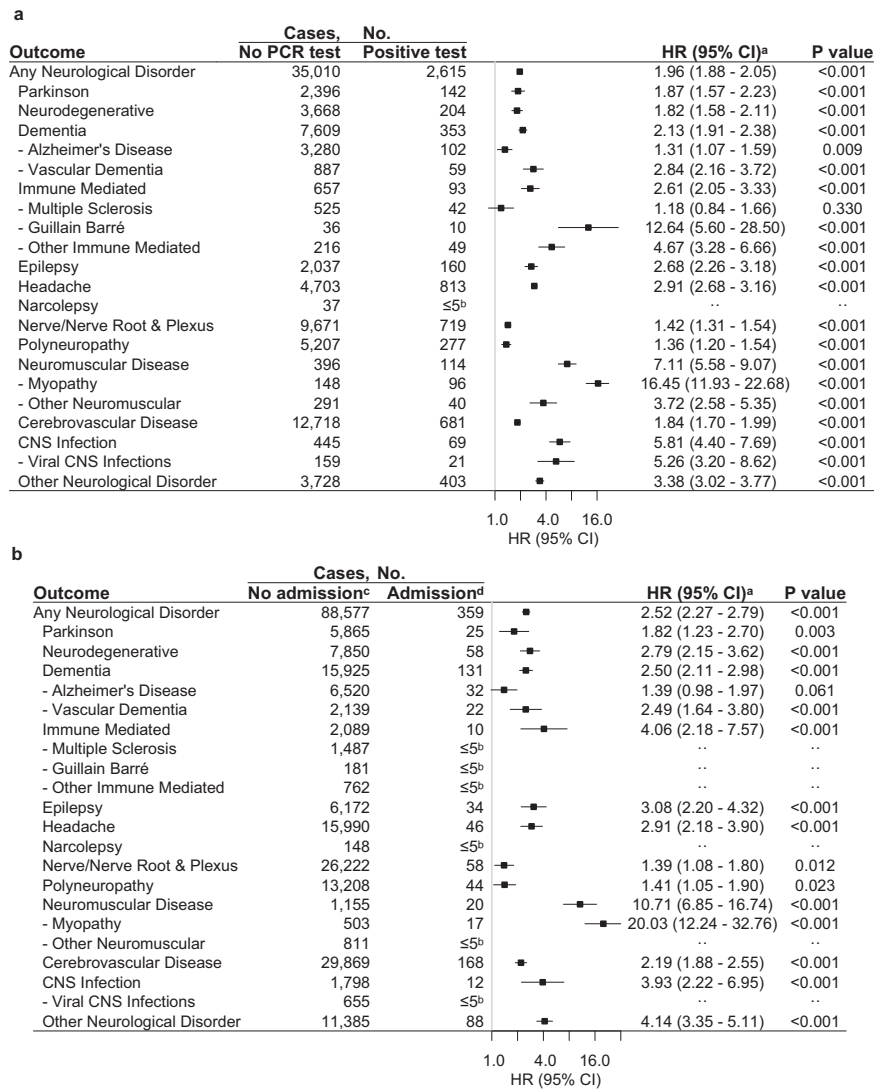 a
Cases, No.
Outcome No PCR test Positive test HR (95% CI)ᵃ P value
Any Neurological Disorder 35,010 2,615 1.96 (1.88 - 2.05) <0.001
Parkinson 2,396 142 1.87 (1.57 - 2.23) <0.001
Neurodegenerative 3,668 204 1.82 (1.58 - 2.11) <0.001
Dementia 7,609 353 2.13 (1.91 - 2.38) <0.001
- Alzheimer's Disease 3,280 102 1.31 (1.07 - 1.59) 0.009
- Vascular Dementia 887 59 2.84 (2.16 - 3.72) <0.001
Immune Mediated 657 93 2.61 (2.05 - 3.33) <0.001
- Multiple Sclerosis 525 42 1.18 (0.84 - 1.66) 0.330
- Guillain Barré 36 10 12.64 (5.60 - 28.50) <0.001
- Other Immune Mediated 216 49 4.67 (3.28 - 6.66) <0.001
Epilepsy 2,037 160 2.68 (2.26 - 3.18) <0.001
Headache 4,703 813 2.91 (2.68 - 3.16) <0.001
Narcolepsy 37 ≤5ᵇ .. ..
Nerve/Nerve Root & Plexus 9,671 719 1.42 (1.31 - 1.54) <0.001
Polyneuropathy 5,207 277 1.36 (1.20 - 1.54) <0.001
Neuromuscular Disease 396 114 7.11 (5.58 - 9.07) <0.001
- Myopathy 148 96 16.45 (11.93 - 22.68) <0.001
- Other Neuromuscular 291 40 3.72 (2.58 - 5.35) <0.001
Cerebrovascular Disease 12,718 681 1.84 (1.70 - 1.99) <0.001
CNS Infection 445 69 5.81 (4.40 - 7.69) <0.001
- Viral CNS Infections 159 21 5.26 (3.20 - 8.62) <0.001
Other Neurological Disorder 3,728 403 3.38 (3.02 - 3.77) <0.001
1.0 4.0 16.0
HR (95% CI)
b
Cases, No.
Outcome No admissionᶜ Admissionᵈ HR (95% CI)ᵃ P value
Any Neurological Disorder 88,577 359 2.52 (2.27 - 2.79) <0.001
Parkinson 5,865 25 1.82 (1.23 - 2.70) 0.003
Neurodegenerative 7,850 58 2.79 (2.15 - 3.62) <0.001
Dementia 15,925 131 2.50 (2.11 - 2.98) <0.001
- Alzheimer's Disease 6,520 32 1.39 (0.98 - 1.97) 0.061
- Vascular Dementia 2,139 22 2.49 (1.64 - 3.80) <0.001
Immune Mediated 2,089 10 4.06 (2.18 - 7.57) <0.001
- Multiple Sclerosis 1,487 ≤5ᵇ .. ..
- Guillain Barré 181 ≤5ᵇ .. ..
- Other Immune Mediated 762 ≤5ᵇ .. ..
Epilepsy 6,172 34 3.08 (2.20 - 4.32) <0.001
Headache 15,990 46 2.91 (2.18 - 3.90) <0.001
Narcolepsy 148 ≤5ᵇ .. ..
Nerve/Nerve Root & Plexus 26,222 58 1.39 (1.08 - 1.80) 0.012
Polyneuropathy 13,208 44 1.41 (1.05 - 1.90) 0.023
Neuromuscular Disease 1,155 20 10.71 (6.85 - 16.74) <0.001
- Myopathy 503 17 20.03 (12.24 - 32.76) <0.001
- Other Neuromuscular 811 ≤5ᵇ .. ..
Cerebrovascular Disease 29,869 168 2.19 (1.88 - 2.55) <0.001
CNS Infection 1,798 12 3.93 (2.22 - 6.95) <0.001
- Viral CNS Infections 655 ≤5ᵇ .. ..
Other Neurological Disorder 11,385 88 4.14 (3.35 - 5.11) <0.001
1.0 4.0 16.0
HR (95% CI)